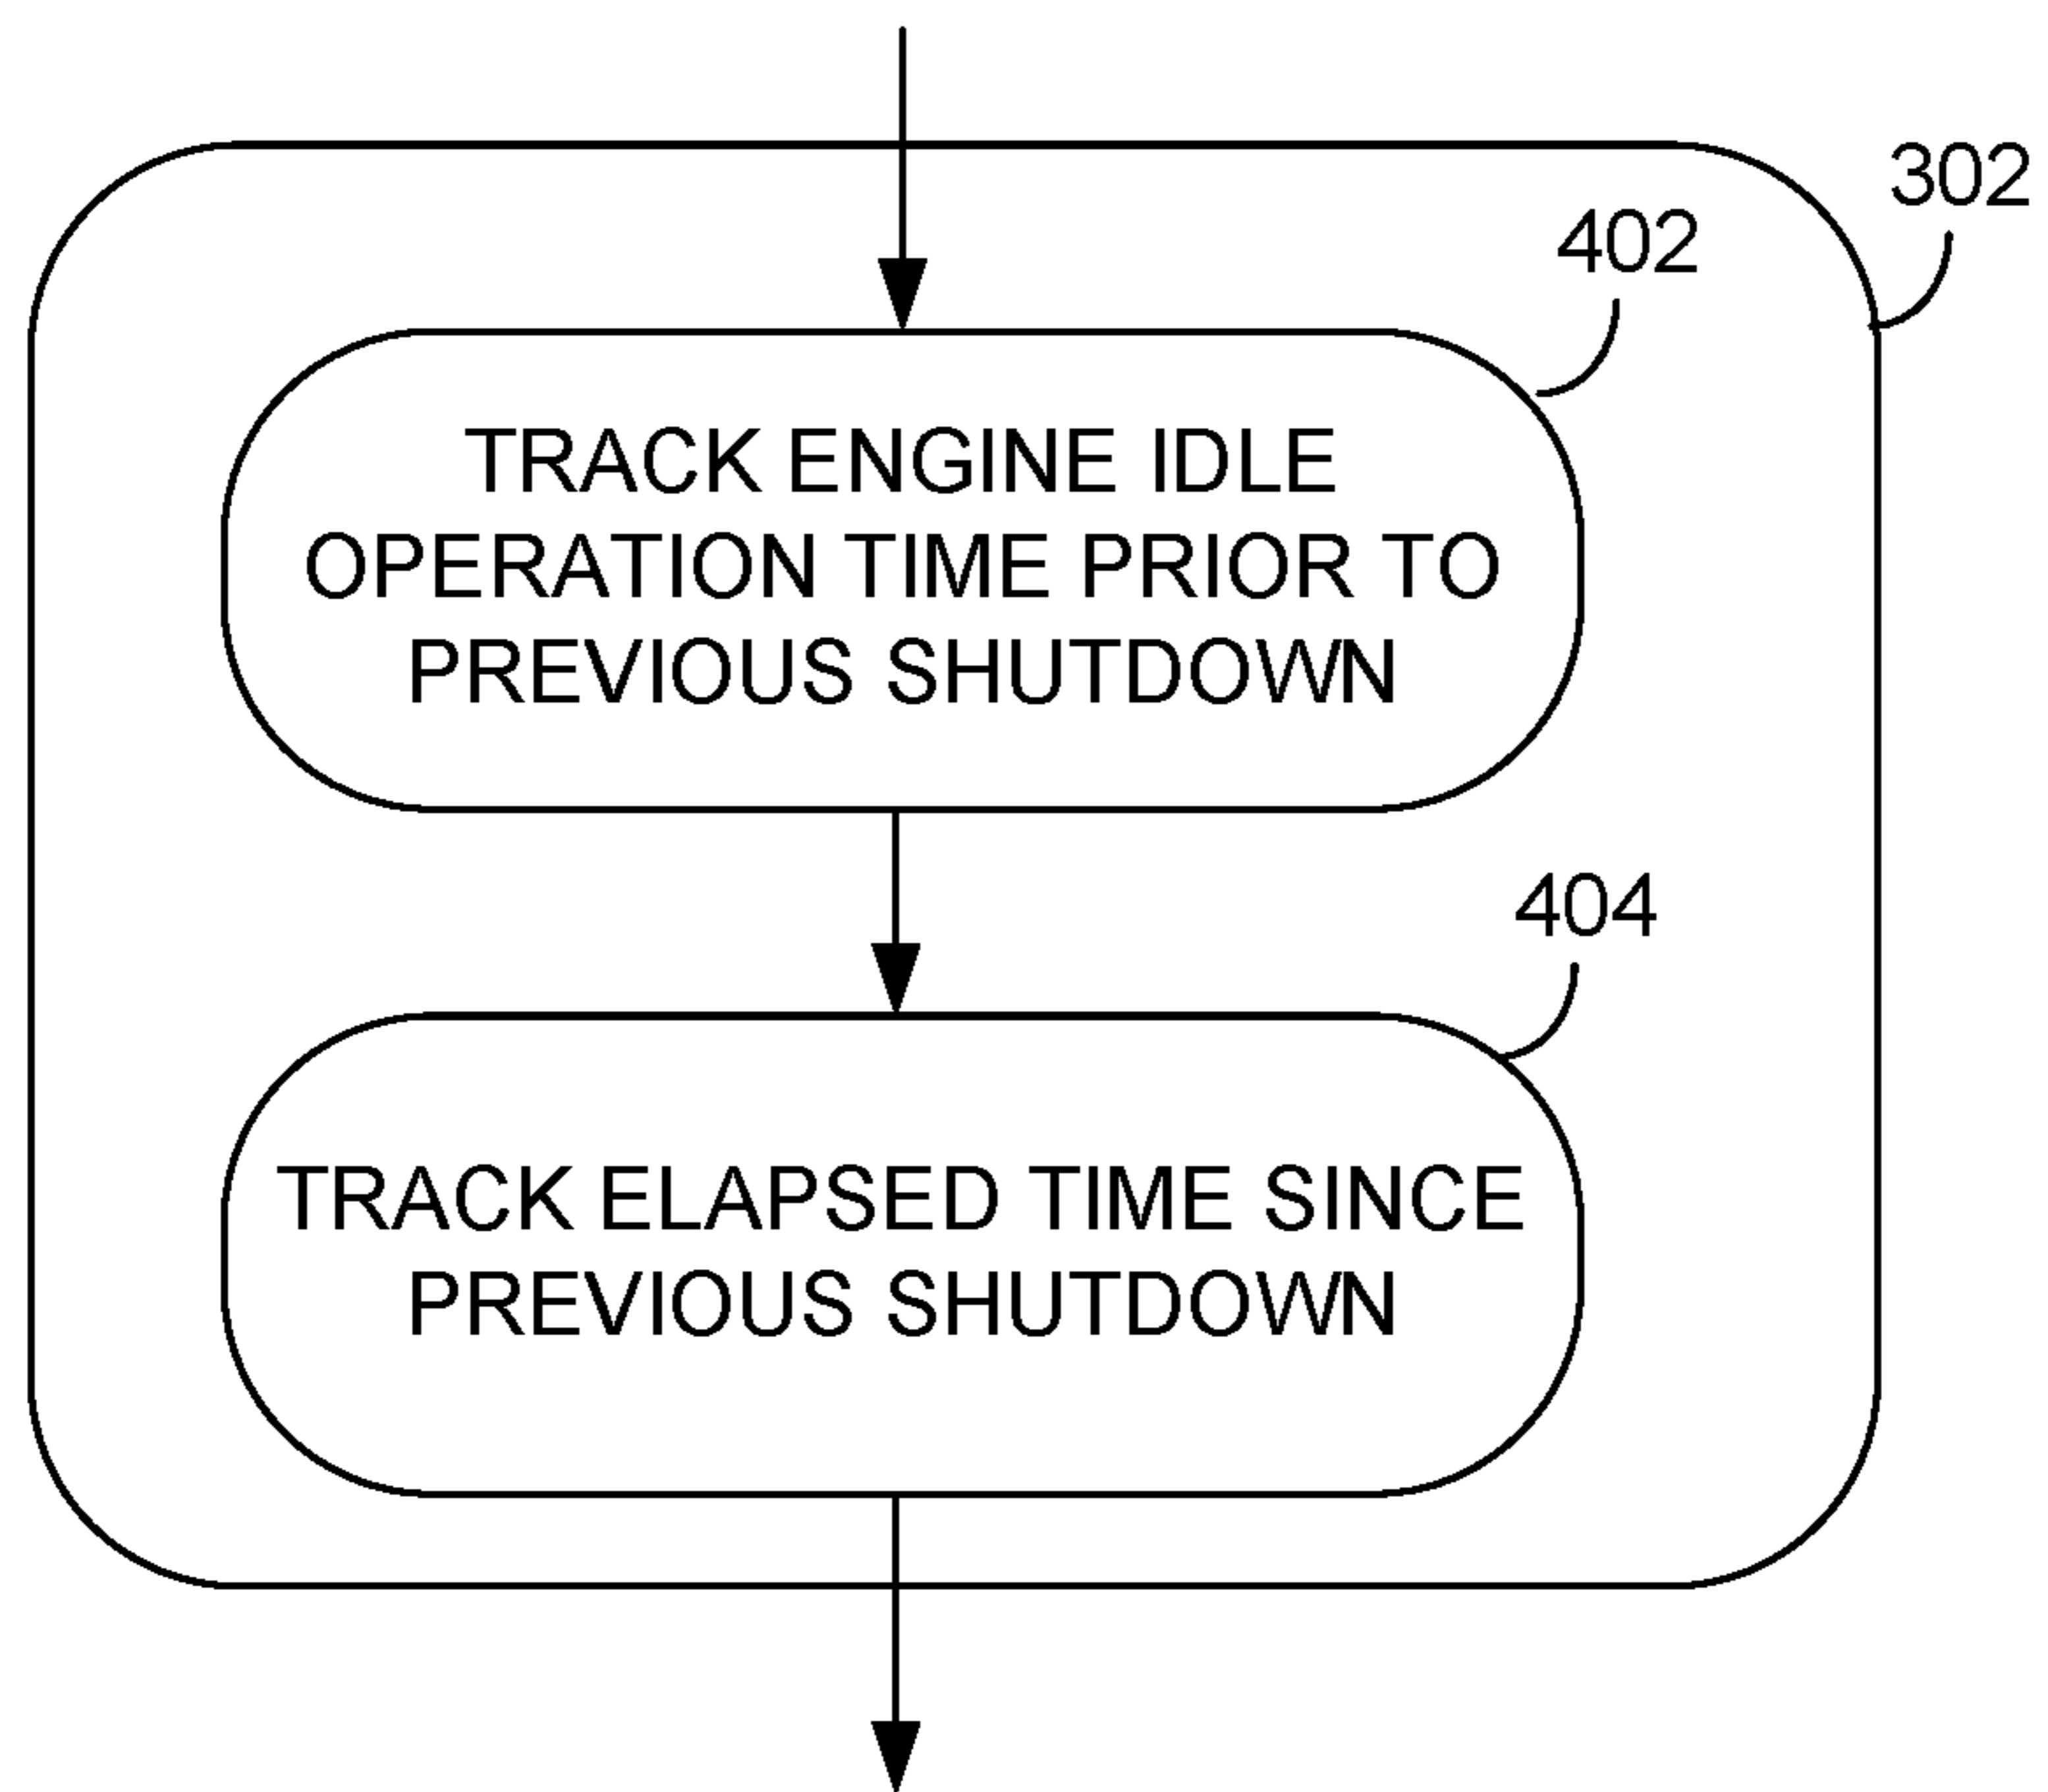 302
402
TRACK ENGINE IDLE
OPERATION TIME PRIOR TO
PREVIOUS SHUTDOWN
404
TRACK ELAPSED TIME SINCE
PREVIOUS SHUTDOWN